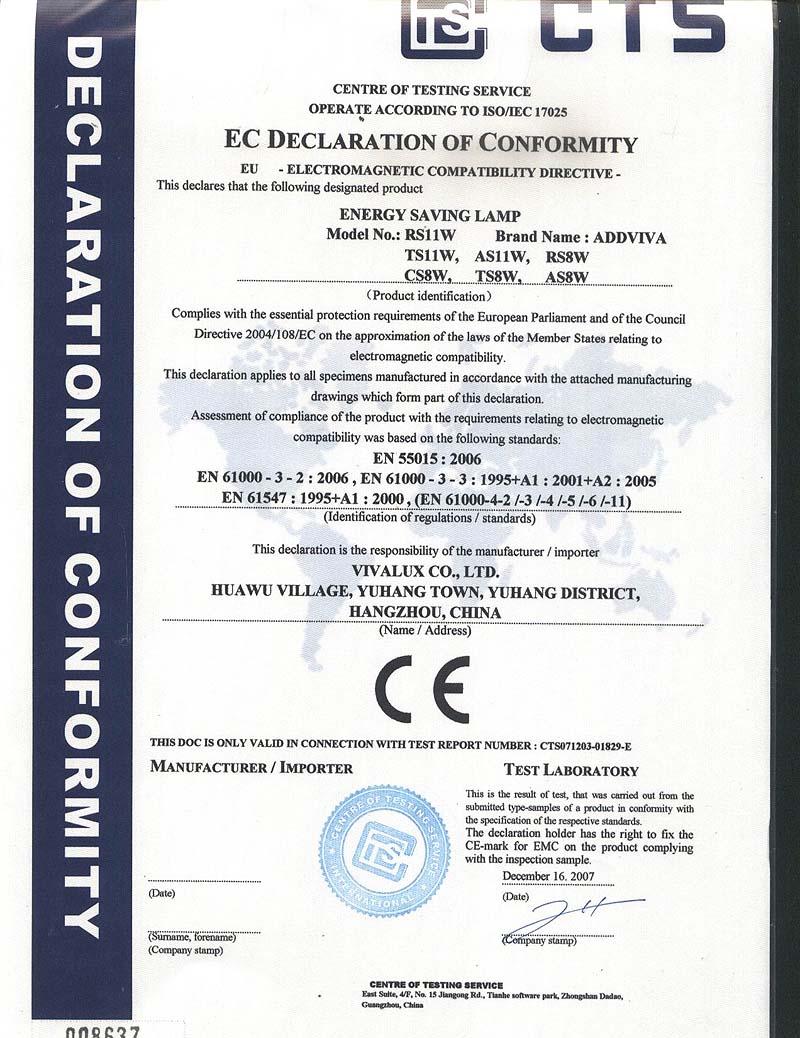 CTS
CTS
DECLARATION OF CONFORMITY
CENTRE OF TESTING SERVICE
OPERATE ACCORDING TO ISO/IEC 17025
EC DECLARATION OF CONFORMITY
EU - ELECTROMAGNETIC COMPATIBILITY DIRECTIVE -
This declares that the following designated product
ENERGY SAVING LAMP
Model No.: RS11W Brand Name : ADDVIVA
TS11W, AS11W, RS8W
CS8W, TS8W, AS8W
(Product identification)
Complies with the essential protection requirements of the European Parliament and of the Council
Directive 2004/108/EC on the approximation of the laws of the Member States relating to
electromagnetic compatibility.
This declaration applies to all specimens manufactured in accordance with the attached manufacturing
drawings which form part of this declaration.
Assessment of compliance of the product with the requirements relating to electromagnetic
compatibility was based on the following standards:
EN 55015 : 2006
EN 61000 - 3 - 2 : 2006 , EN 61000 - 3 - 3 : 1995+A1 : 2001+A2 : 2005
EN 61547 : 1995+A1 : 2000 , (EN 61000-4-2 /-3 /-4 /-5 /-6 /-11)
(Identification of regulations / standards)
This declaration is the responsibility of the manufacturer / importer
VIVALUX CO., LTD.
HUAWU VILLAGE, YUHANG TOWN, YUHANG DISTRICT,
HANGZHOU, CHINA
(Name / Address)
CE
THIS DOC IS ONLY VALID IN CONNECTION WITH TEST REPORT NUMBER : CTS071203-01829-E
MANUFACTURER / IMPORTER
(Date)
(Surname, forename)
(Company stamp)
CENTRE OF TESTING SERVICE
CTS
INTERNATIONAL
TEST LABORATORY
This is the result of test, that was carried out from the
submitted type-samples of a product in conformity with
the specification of the respective standards.
The declaration holder has the right to fix the
CE-mark for EMC on the product complying
with the inspection sample.
December 16, 2007
(Date)
(Company stamp)
CENTRE OF TESTING SERVICE
East Suite, 4/F, No. 15 Jiangong Rd., Tianhe software park, Zhongshan Dadao,
Guangzhou, China
008637